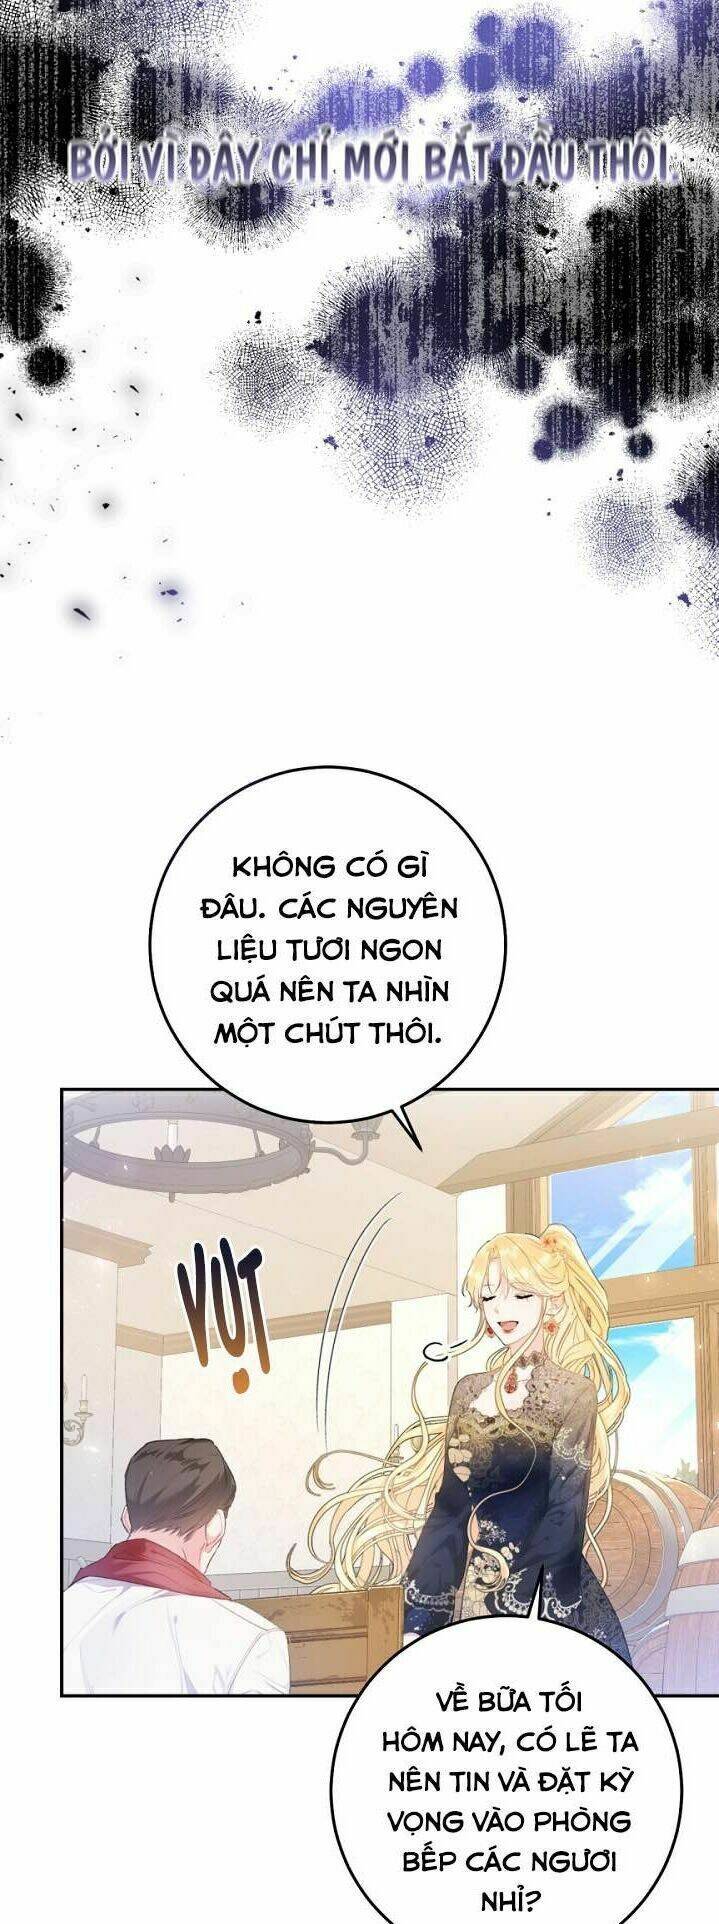 BỞI VÌ ĐÂY CHỈ MỚI BẮT ĐẦU THÔI.
KHÔNG CÓ GÌ
ĐÂU. CÁC NGUYÊN
LIỆU TƯƠI NGON
QUÁ NÊN TA NHÌN
MỘT CHÚT THÔI.
VỤT
VỀ BỮA TỐI
HÔM NAY, CÓ LẼ TA
NÊN TIN VÀ ĐẶT KỲ
VỌNG VÀO PHÒNG
BẾP CÁC NGƯƠI
NHỈ?